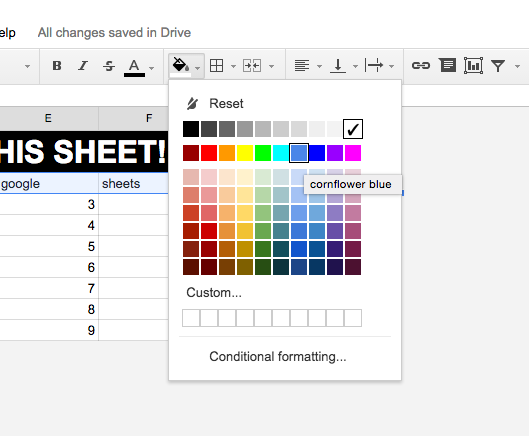 elp All changes saved in Drive
B I S A
E F
HIS SHEET!
google sheets
3
4
5
6
7
8
9
Reset
cornflower blue
Custom...
Conditional formatting...